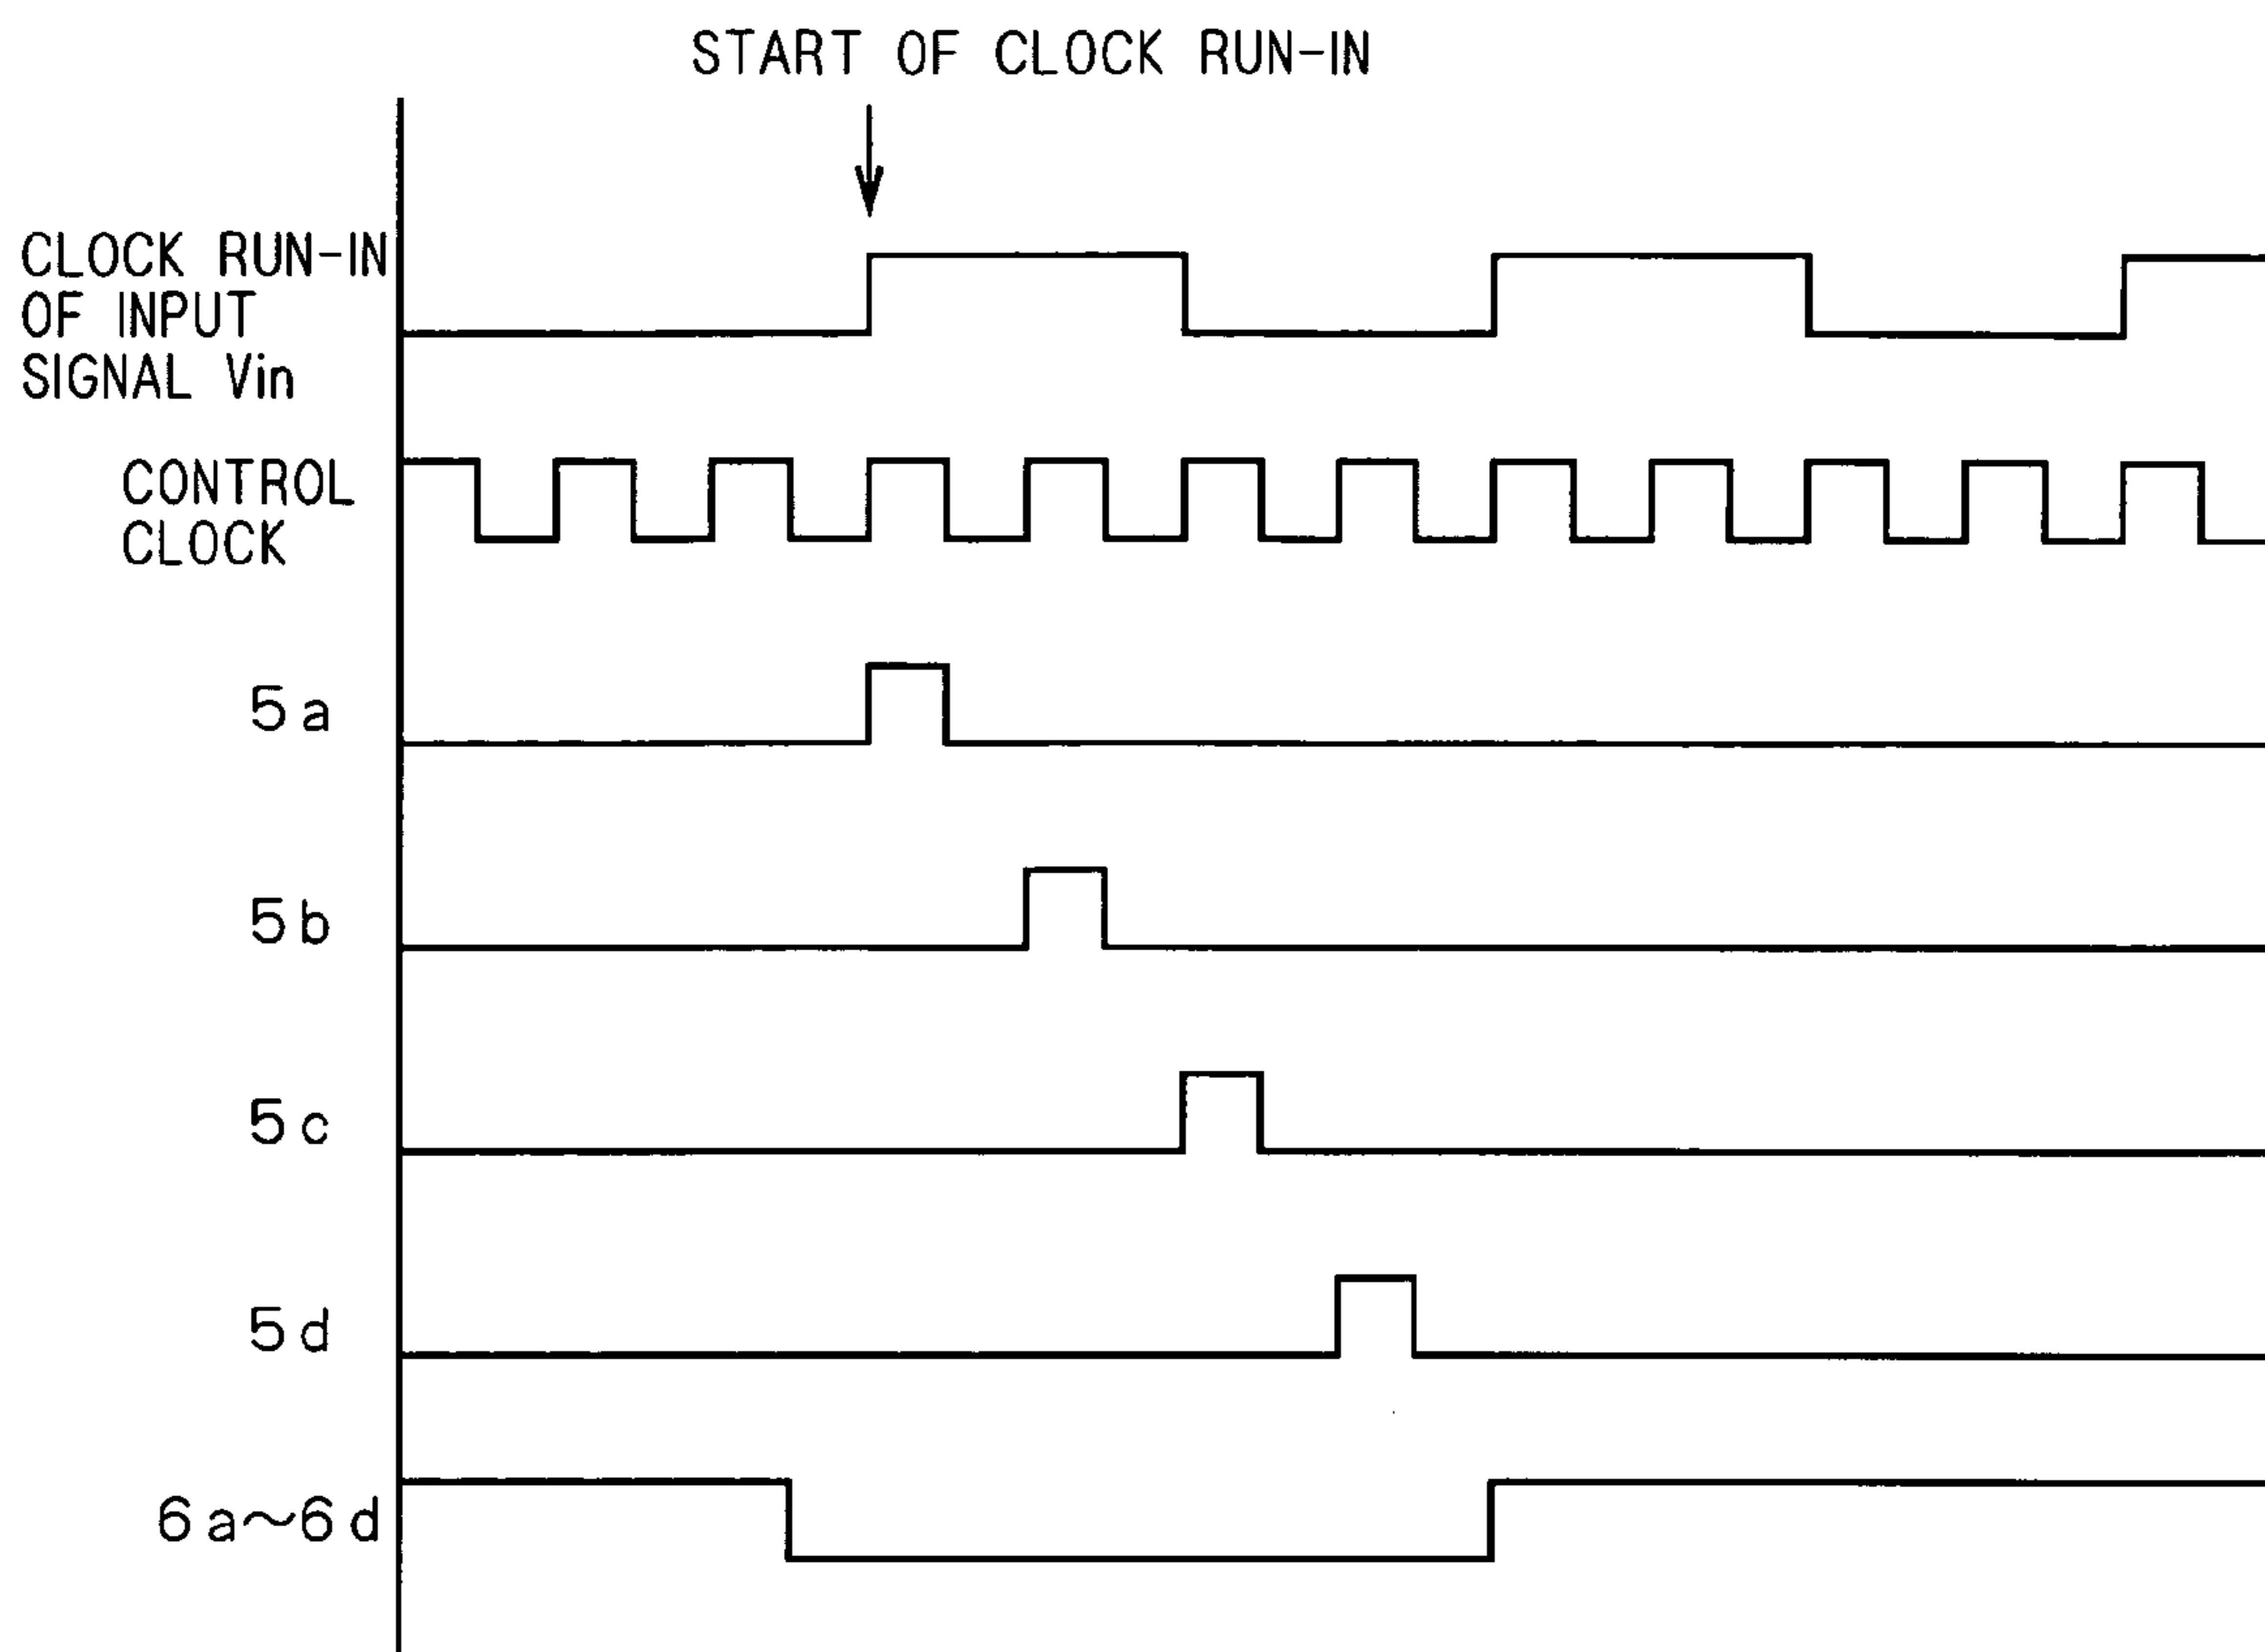 START OF CLOCK RUN-IN
CLOCK RUN-IN
OF INPUT
SIGNAL Vin
CONTROL
CLOCK
5a
5b
5c
5d
6a～6d